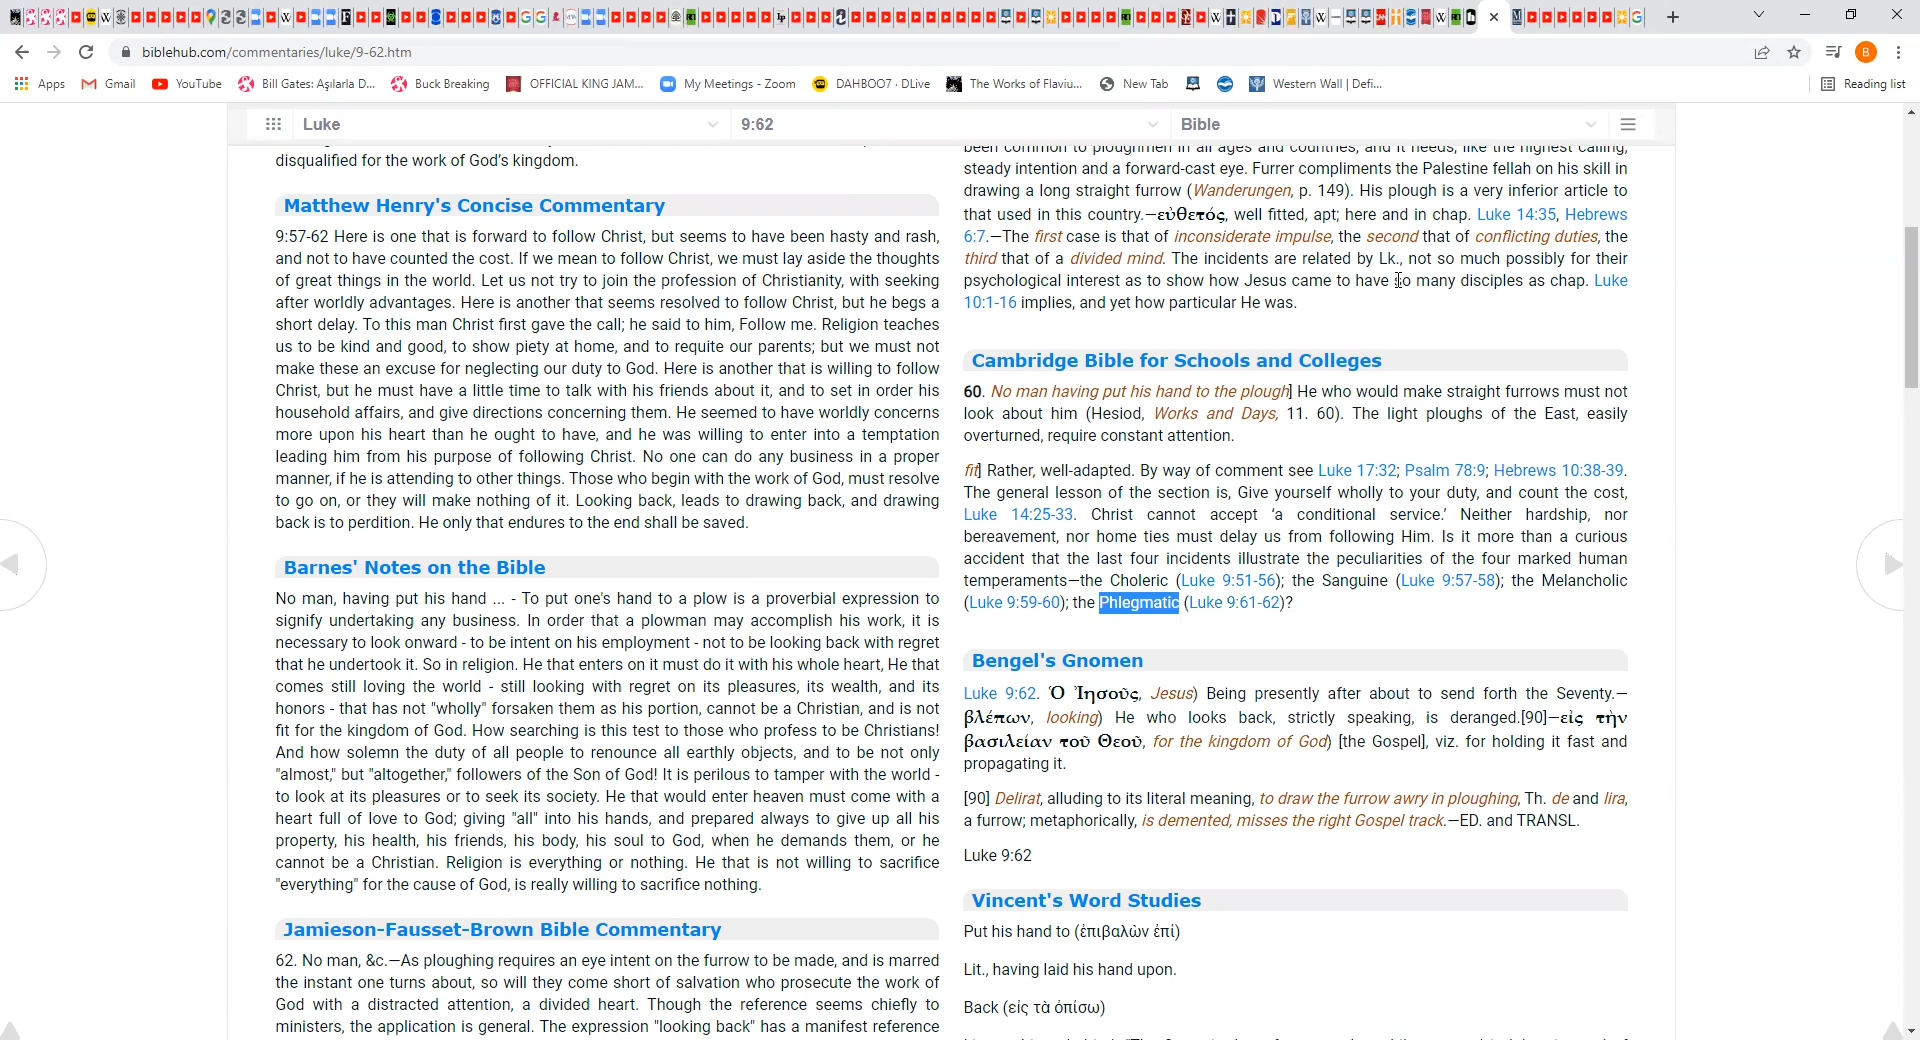 biblehub.com/commentaries/luke/9-62.htm
B
Apps
Gmail
YouTube
Bill Gates: Aşılarla D...
Buck Breaking
OFFICIAL KING JAM...
My Meetings - Zoom
DAHBOO7 · DLive
The Works of Flaviu...
New Tab
Western Wall | Defi...
Reading list
Luke
9:62
Bible
disqualified for the work of God's kingdom.
Matthew Henry's Concise Commentary
9:57-62 Here is one that is forward to follow Christ, but seems to have been hasty and rash,
and not to have counted the cost. If we mean to follow Christ, we must lay aside the thoughts
of great things in the world. Let us not try to join the profession of Christianity, with seeking
after worldly advantages. Here is another that seems resolved to follow Christ, but he begs a
short delay. To this man Christ first gave the call; he said to him, Follow me. Religion teaches
us to be kind and good, to show piety at home, and to requite our parents; but we must not
make these an excuse for neglecting our duty to God. Here is another that is willing to follow
Christ, but he must have a little time to talk with his friends about it, and to set in order his
household affairs, and give directions concerning them. He seemed to have worldly concerns
more upon his heart than he ought to have, and he was willing to enter into a temptation
leading him from his purpose of following Christ. No one can do any business in a proper
manner, if he is attending to other things. Those who begin with the work of God, must resolve
to go on, or they will make nothing of it. Looking back, leads to drawing back, and drawing
back is to perdition. He only that endures to the end shall be saved.
Barnes' Notes on the Bible
No man, having put his hand ... - To put one's hand to a plow is a proverbial expression to
signify undertaking any business. In order that a plowman may accomplish his work, it is
necessary to look onward - to be intent on his employment - not to be looking back with regret
that he undertook it. So in religion. He that enters on it must do it with his whole heart, He that
comes still loving the world - still looking with regret on its pleasures, its wealth, and its
honors - that has not "wholly" forsaken them as his portion, cannot be a Christian, and is not
fit for the kingdom of God. How searching is this test to those who profess to be Christians!
And how solemn the duty of all people to renounce all earthly objects, and to be not only
"almost," but "altogether," followers of the Son of God! It is perilous to tamper with the world -
to look at its pleasures or to seek its society. He that would enter heaven must come with a
heart full of love to God; giving "all" into his hands, and prepared always to give up all his
property, his health, his friends, his body, his soul to God, when he demands them, or he
cannot be a Christian. Religion is everything or nothing. He that is not willing to sacrifice
"everything" for the cause of God, is really willing to sacrifice nothing.
Jamieson-Fausset-Brown Bible Commentary
62. No man, &c.—As ploughing requires an eye intent on the furrow to be made, and is marred
the instant one turns about, so will they come short of salvation who prosecute the work of
God with a distracted attention, a divided heart. Though the reference seems chiefly to
ministers, the application is general. The expression "looking back" has a manifest reference
been common to ploughmen in all ages and countries, and it needs, like the highest calling,
steady intention and a forward-cast eye. Furrer compliments the Palestine fellah on his skill in
drawing a long straight furrow (Wanderungen, p. 149). His plough is a very inferior article to
that used in this country.—εὐθετός, well fitted, apt; here and in chap. Luke 14:35, Hebrews
6:7.—The first case is that of inconsiderate impulse, the second that of conflicting duties, the
third that of a divided mind. The incidents are related by Lk., not so much possibly for their
psychological interest as to show how Jesus came to have so many disciples as chap. Luke
10:1-16 implies, and yet how particular He was.
Cambridge Bible for Schools and Colleges
60. No man having put his hand to the plough] He who would make straight furrows must not
look about him (Hesiod, Works and Days, 11. 60). The light ploughs of the East, easily
overturned, require constant attention.
fit] Rather, well-adapted. By way of comment see Luke 17:32; Psalm 78:9; Hebrews 10:38-39.
The general lesson of the section is, Give yourself wholly to your duty, and count the cost,
Luke 14:25-33. Christ cannot accept 'a conditional service.' Neither hardship, nor
bereavement, nor home ties must delay us from following Him. Is it more than a curious
accident that the last four incidents illustrate the peculiarities of the four marked human
temperaments—the Choleric (Luke 9:51-56); the Sanguine (Luke 9:57-58); the Melancholic
(Luke 9:59-60); the Phlegmatic (Luke 9:61-62)?
Bengel's Gnomen
Luke 9:62. Ὁ Ἰησοῦς, Jesus) Being presently after about to send forth the Seventy.—
βλέπων, looking) He who looks back, strictly speaking, is deranged.[90]—εἰς τὴν
βασιλείαν τοῦ Θεοῦ, for the kingdom of God) [the Gospel], viz. for holding it fast and
propagating it.
[90] Delirat, alluding to its literal meaning, to draw the furrow awry in ploughing, Th. de and lira,
a furrow; metaphorically, is demented, misses the right Gospel track.—ED. and TRANSL.
Luke 9:62
Vincent's Word Studies
Put his hand to (ἐπιβαλὼν ἐπί)
Lit., having laid his hand upon.
Back (εἰς τὰ ὀπίσω)